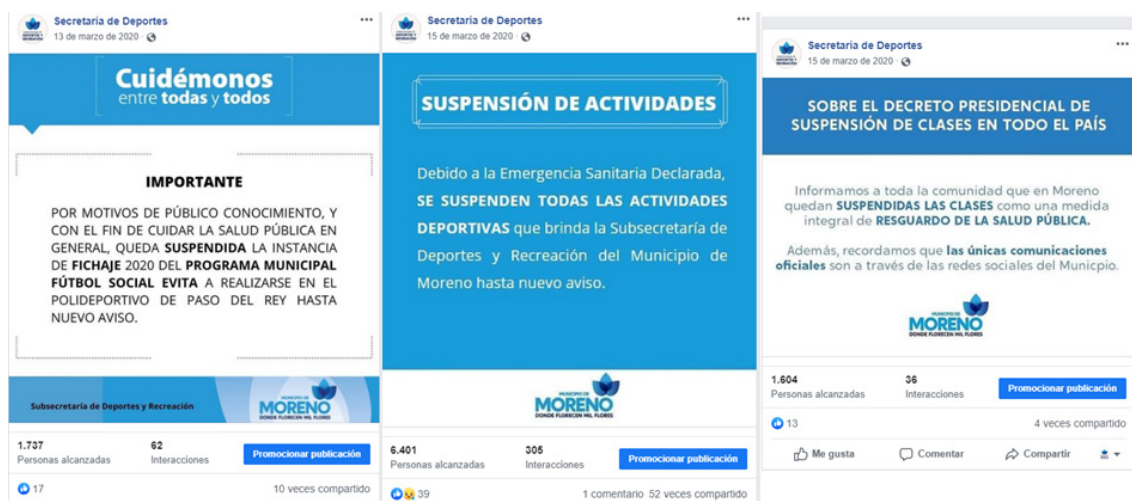 Secretaría de Deportes
13 de marzo de 2020 ·
Cuidémonos
entre todas y todos
IMPORTANTE
POR MOTIVOS DE PÚBLICO CONOCIMIENTO, Y
CON EL FIN DE CUIDAR LA SALUD PÚBLICA EN
GENERAL, QUEDA SUSPENDIDA LA INSTANCIA
DE FICHAJE 2020 DEL PROGRAMA MUNICIPAL
FÚTBOL SOCIAL EVITA A REALIZARSE EN EL
POLIDEPORTIVO DE PASO DEL REY HASTA
NUEVO AVISO.
Subsecretaría de Deportes y Recreación
MUNICIPIO DE
MORENO
DONDE FLORECEN MIL FLORES
1.737
Personas alcanzadas
62
Interacciones
Promocionar publicación
17
10 veces compartido
Secretaría de Deportes
15 de marzo de 2020 ·
SUSPENSIÓN DE ACTIVIDADES
Debido a la Emergencia Sanitaria Declarada,
SE SUSPENDEN TODAS LAS ACTIVIDADES
DEPORTIVAS que brinda la Subsecretaría de
Deportes y Recreación del Municipio de
Moreno hasta nuevo aviso.
MUNICIPIO DE
MORENO
DONDE FLORECEN MIL FLORES
6.401
Personas alcanzadas
305
Interacciones
Promocionar publicación
39
1 comentario 52 veces compartido
Secretaría de Deportes
15 de marzo de 2020 ·
SOBRE EL DECRETO PRESIDENCIAL DE
SUSPENSIÓN DE CLASES EN TODO EL PAÍS
Informamos a toda la comunidad que en Moreno
quedan SUSPENDIDAS LAS CLASES como una medida
integral de RESGUARDO DE LA SALUD PÚBLICA.
Además, recordamos que las únicas comunicaciones
oficiales son a través de las redes sociales del Municpio.
MUNICIPIO DE
MORENO
DONDE FLORECEN MIL FLORES
1.604
Personas alcanzadas
36
Interacciones
Promocionar publicación
13
4 veces compartido
Me gusta
Comentar
Compartir